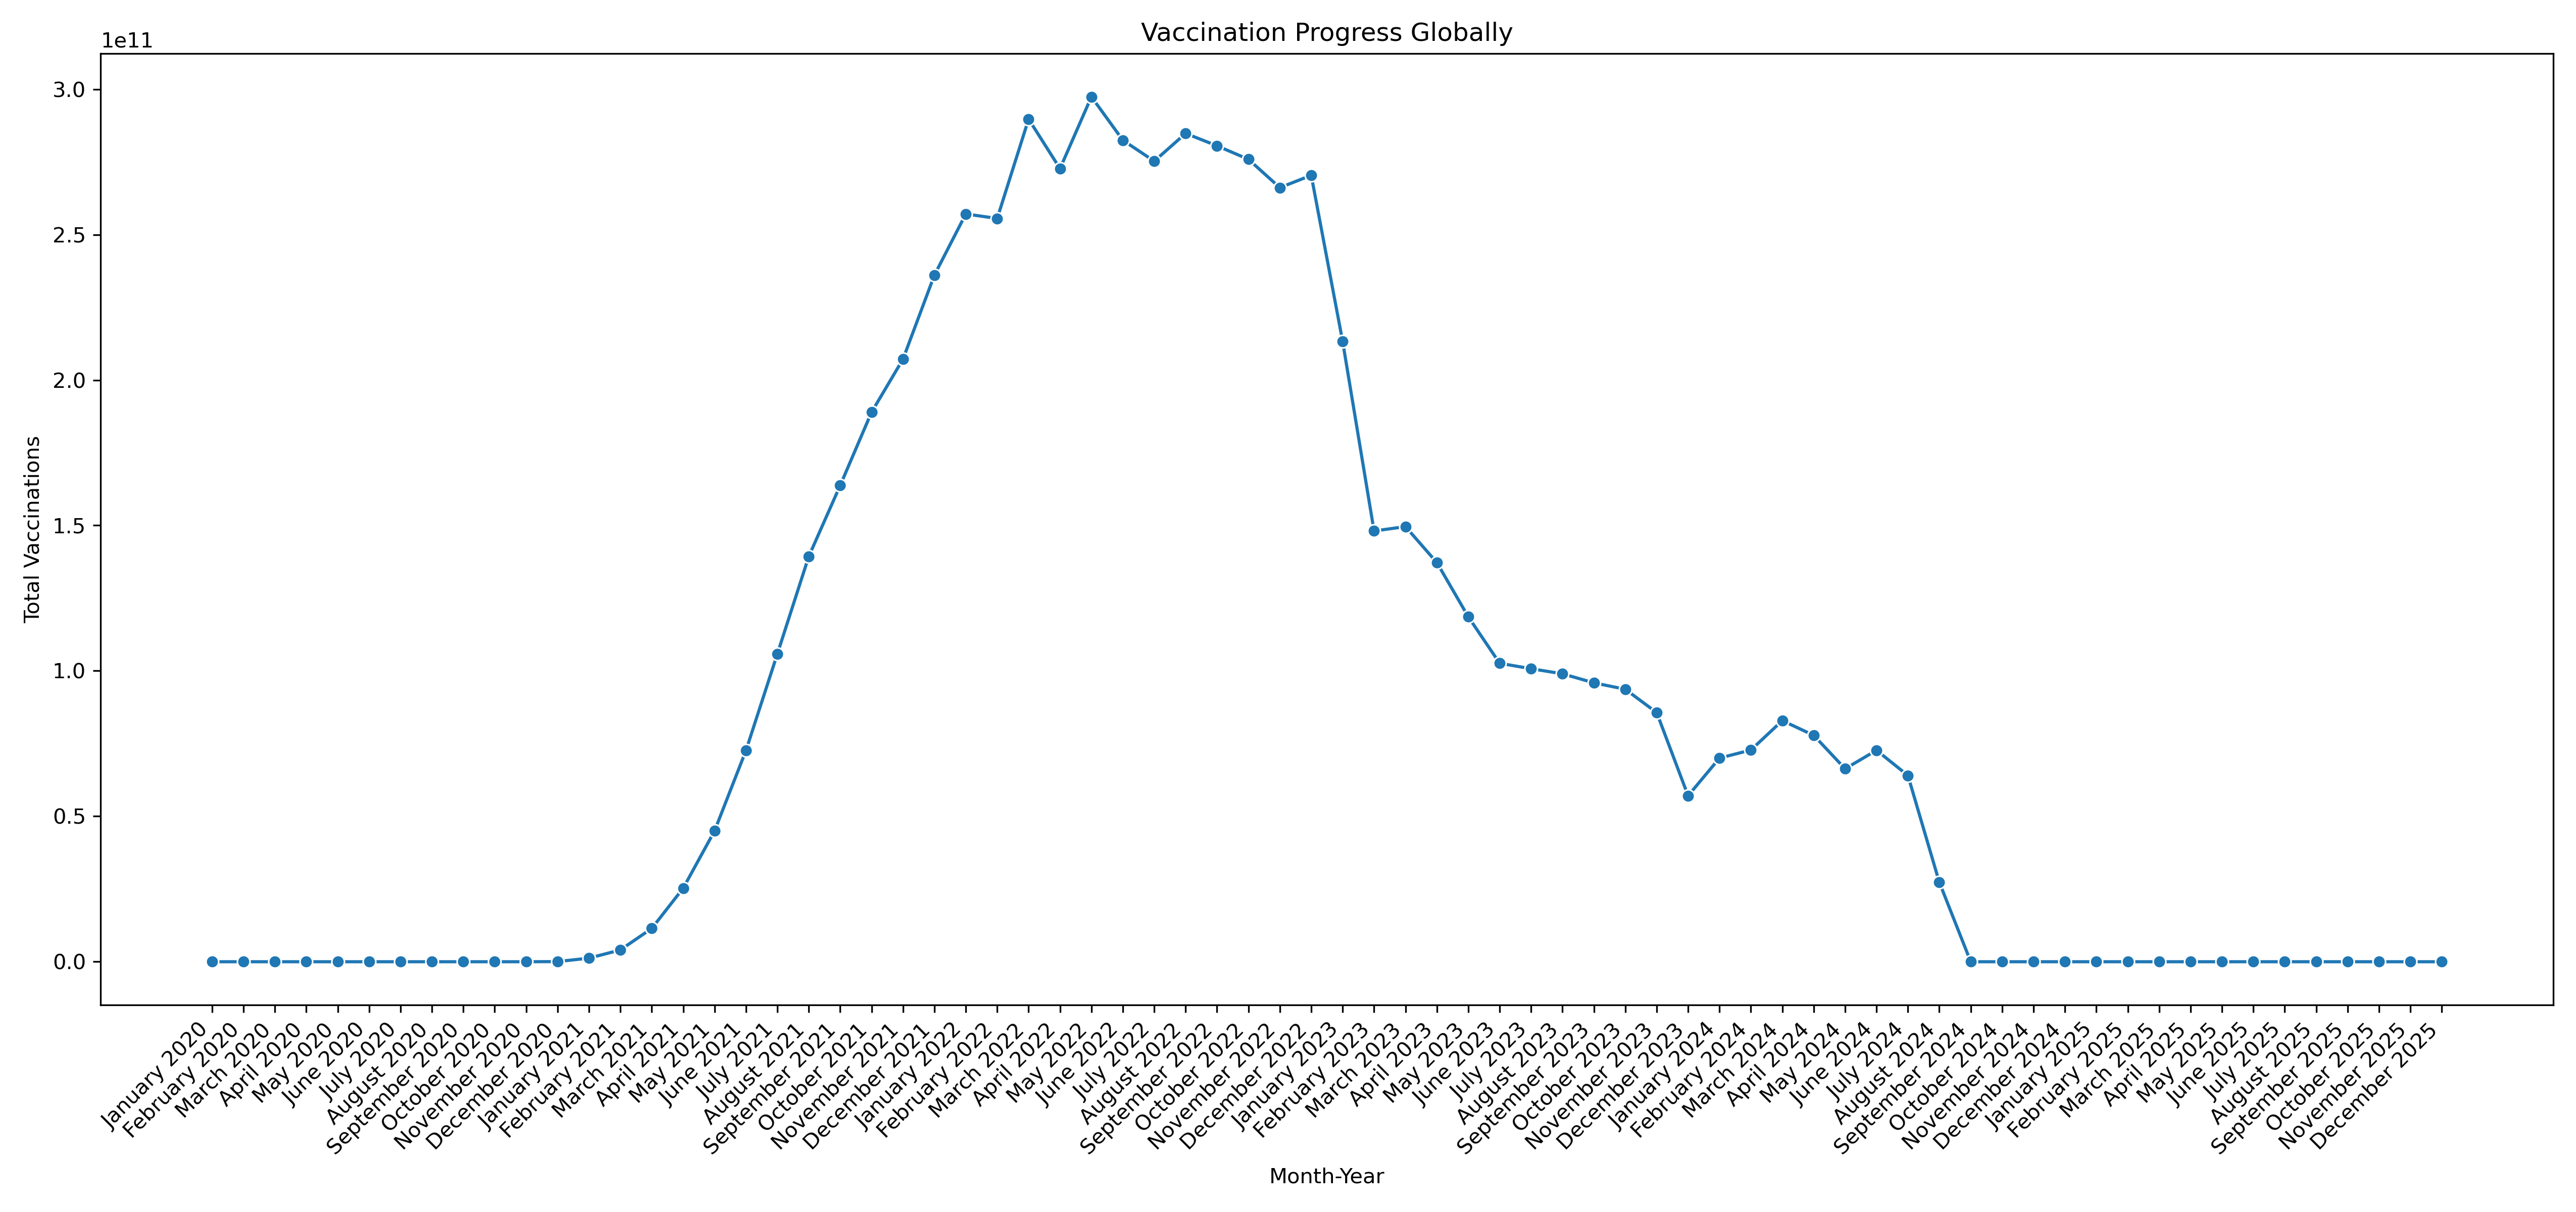 Vaccination Progress Globally
1e11
3.0
2.5
2.0
1.5
1.0
0.5
0.0
Total Vaccinations
January 2020
February 2020
March 2020
April 2020
May 2020
June 2020
July 2020
August 2020
September 2020
October 2020
November 2020
December 2020
January 2021
February 2021
March 2021
April 2021
May 2021
June 2021
July 2021
August 2021
September 2021
October 2021
November 2021
December 2021
January 2022
February 2022
March 2022
April 2022
May 2022
June 2022
July 2022
August 2022
September 2022
October 2022
November 2022
December 2022
January 2023
February 2023
March 2023
April 2023
May 2023
June 2023
July 2023
August 2023
September 2023
October 2023
November 2023
December 2023
January 2024
February 2024
March 2024
April 2024
May 2024
June 2024
July 2024
August 2024
September 2024
October 2024
November 2024
December 2024
January 2025
February 2025
March 2025
April 2025
May 2025
June 2025
July 2025
August 2025
September 2025
October 2025
November 2025
December 2025
Month-Year